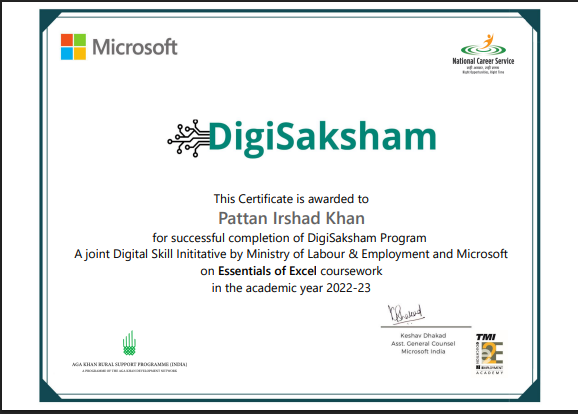 Microsoft
National Career Service
DigiSaksham
This Certificate is awarded to
Pattan Irshad Khan
for successful completion of DigiSaksham Program
A joint Digital Skill Inititative by Ministry of Labour & Employment and Microsoft
on Essentials of Excel coursework
in the academic year 2022-23
Keshav Dhakad
Asst. General Counsel
Microsoft India
AGA KHAN RURAL SUPPORT PROGRAMME (INDIA)
A PROGRAMME OF THE AGA KHAN DEVELOPMENT NETWORK
TMI
e2E
EMPLOYMENT
ACADEMY